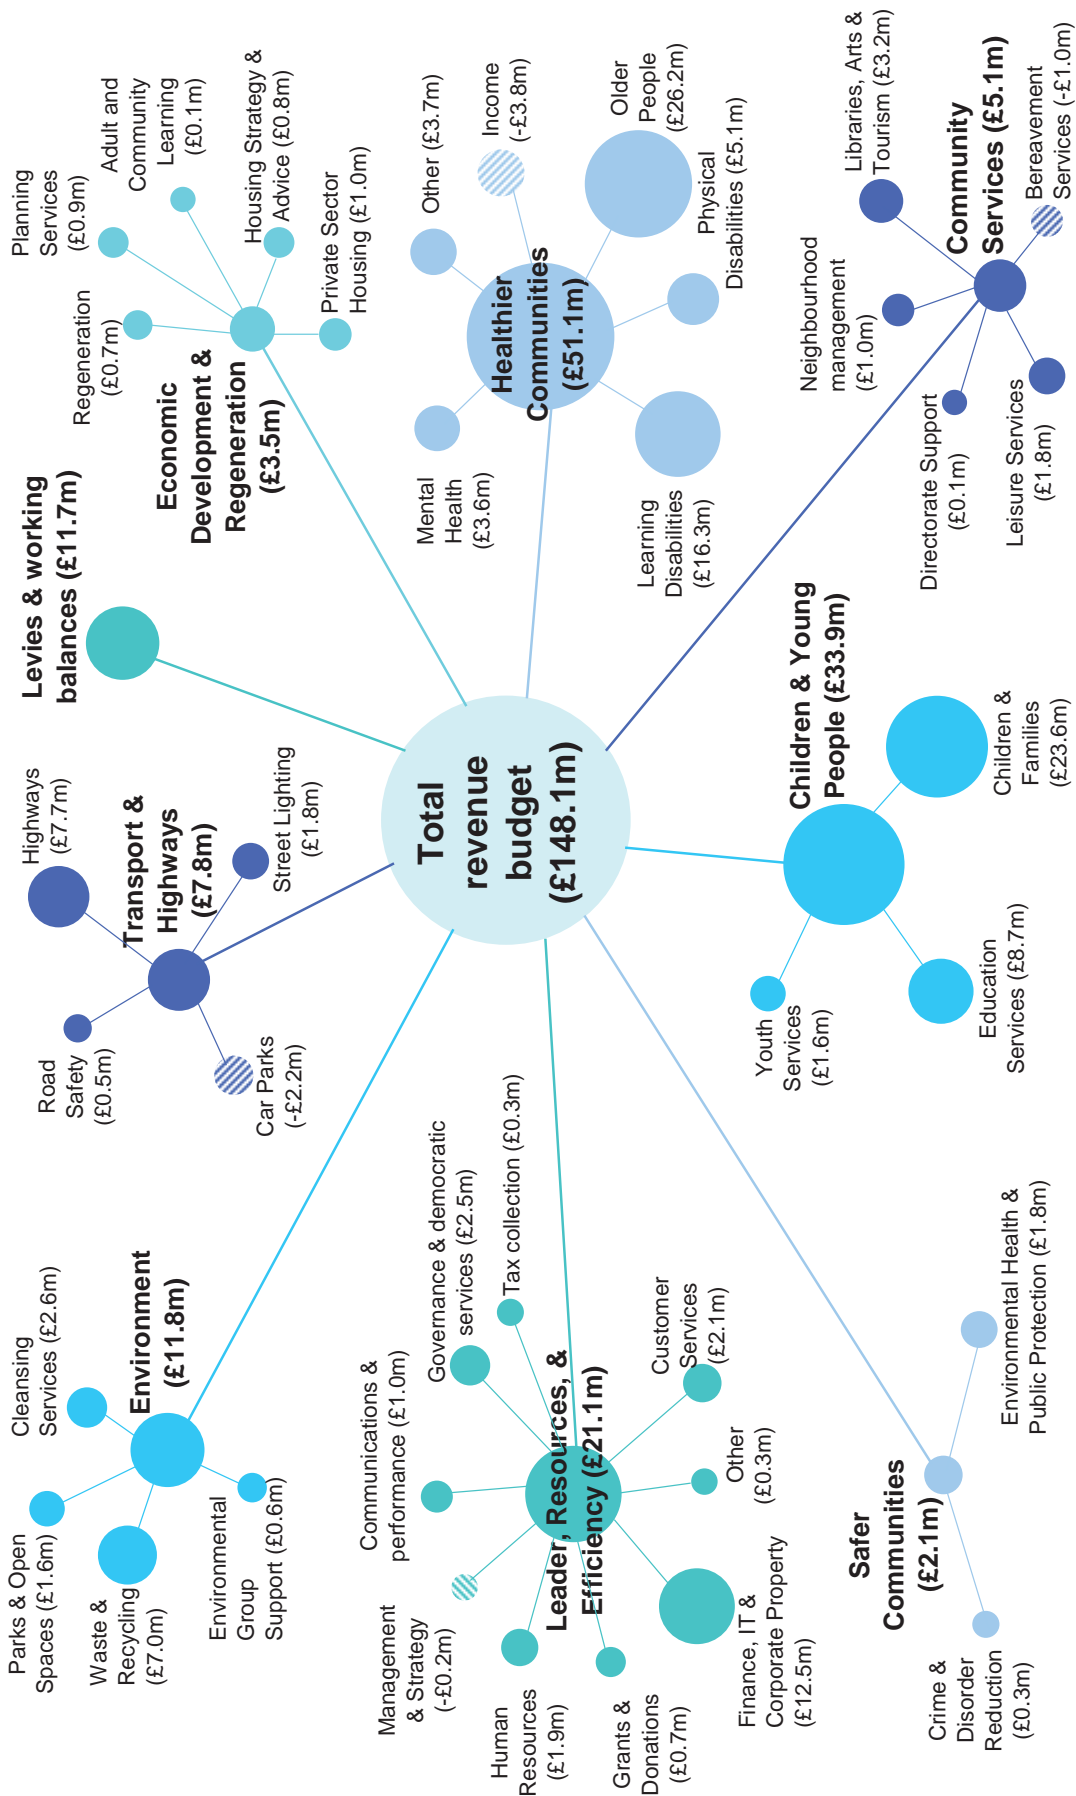 Parks & Open
Spaces (£1.6m)
Cleansing
Services (£2.6m)
Waste &
Recycling
(£7.0m)
Environment
(£11.8m)
Environmental
Group
Support (£0.6m)
Road
Safety
(£0.5m)
Highways
(£7.7m)
Transport &
Highways
(£7.8m)
Car Parks
(-£2.2m)
Street Lighting
(£1.8m)
Levies & working
balances (£11.7m)
Regeneration
(£0.7m)
Planning
Services
(£0.9m)
Adult and
Community
Learning
(£0.1m)
Economic
Development &
Regeneration
(£3.5m)
Housing Strategy &
Advice (£0.8m)
Private Sector
Housing (£1.0m)
Management
& Strategy
(-£0.2m)
Communications &
performance (£1.0m)
Governance & democratic
services (£2.5m)
Tax collection (£0.3m)
Human
Resources
(£1.9m)
Leader, Resources, &
Efficiency (£21.1m)
Grants &
Donations
(£0.7m)
Customer
Services
(£2.1m)
Other
(£0.3m)
Finance, IT &
Corporate Property
(£12.5m)
Total
revenue
budget
(£148.1m)
Mental
Health
(£3.6m)
Other (£3.7m)
Income
(-£3.8m)
Healthier
Communities
(£51.1m)
Older
People
(£26.2m)
Learning
Disabilities
(£16.3m)
Physical
Disabilities (£5.1m)
Safer
Communities
(£2.1m)
Crime &
Disorder
Reduction
(£0.3m)
Environmental Health &
Public Protection (£1.8m)
Youth
Services
(£1.6m)
Children & Young
People (£33.9m)
Education
Services (£8.7m)
Children &
Families
(£23.6m)
Neighbourhood
management
(£1.0m)
Libraries, Arts &
Tourism (£3.2m)
Directorate Support
(£0.1m)
Community
Services (£5.1m)
Leisure Services
(£1.8m)
Bereavement
Services (-£1.0m)